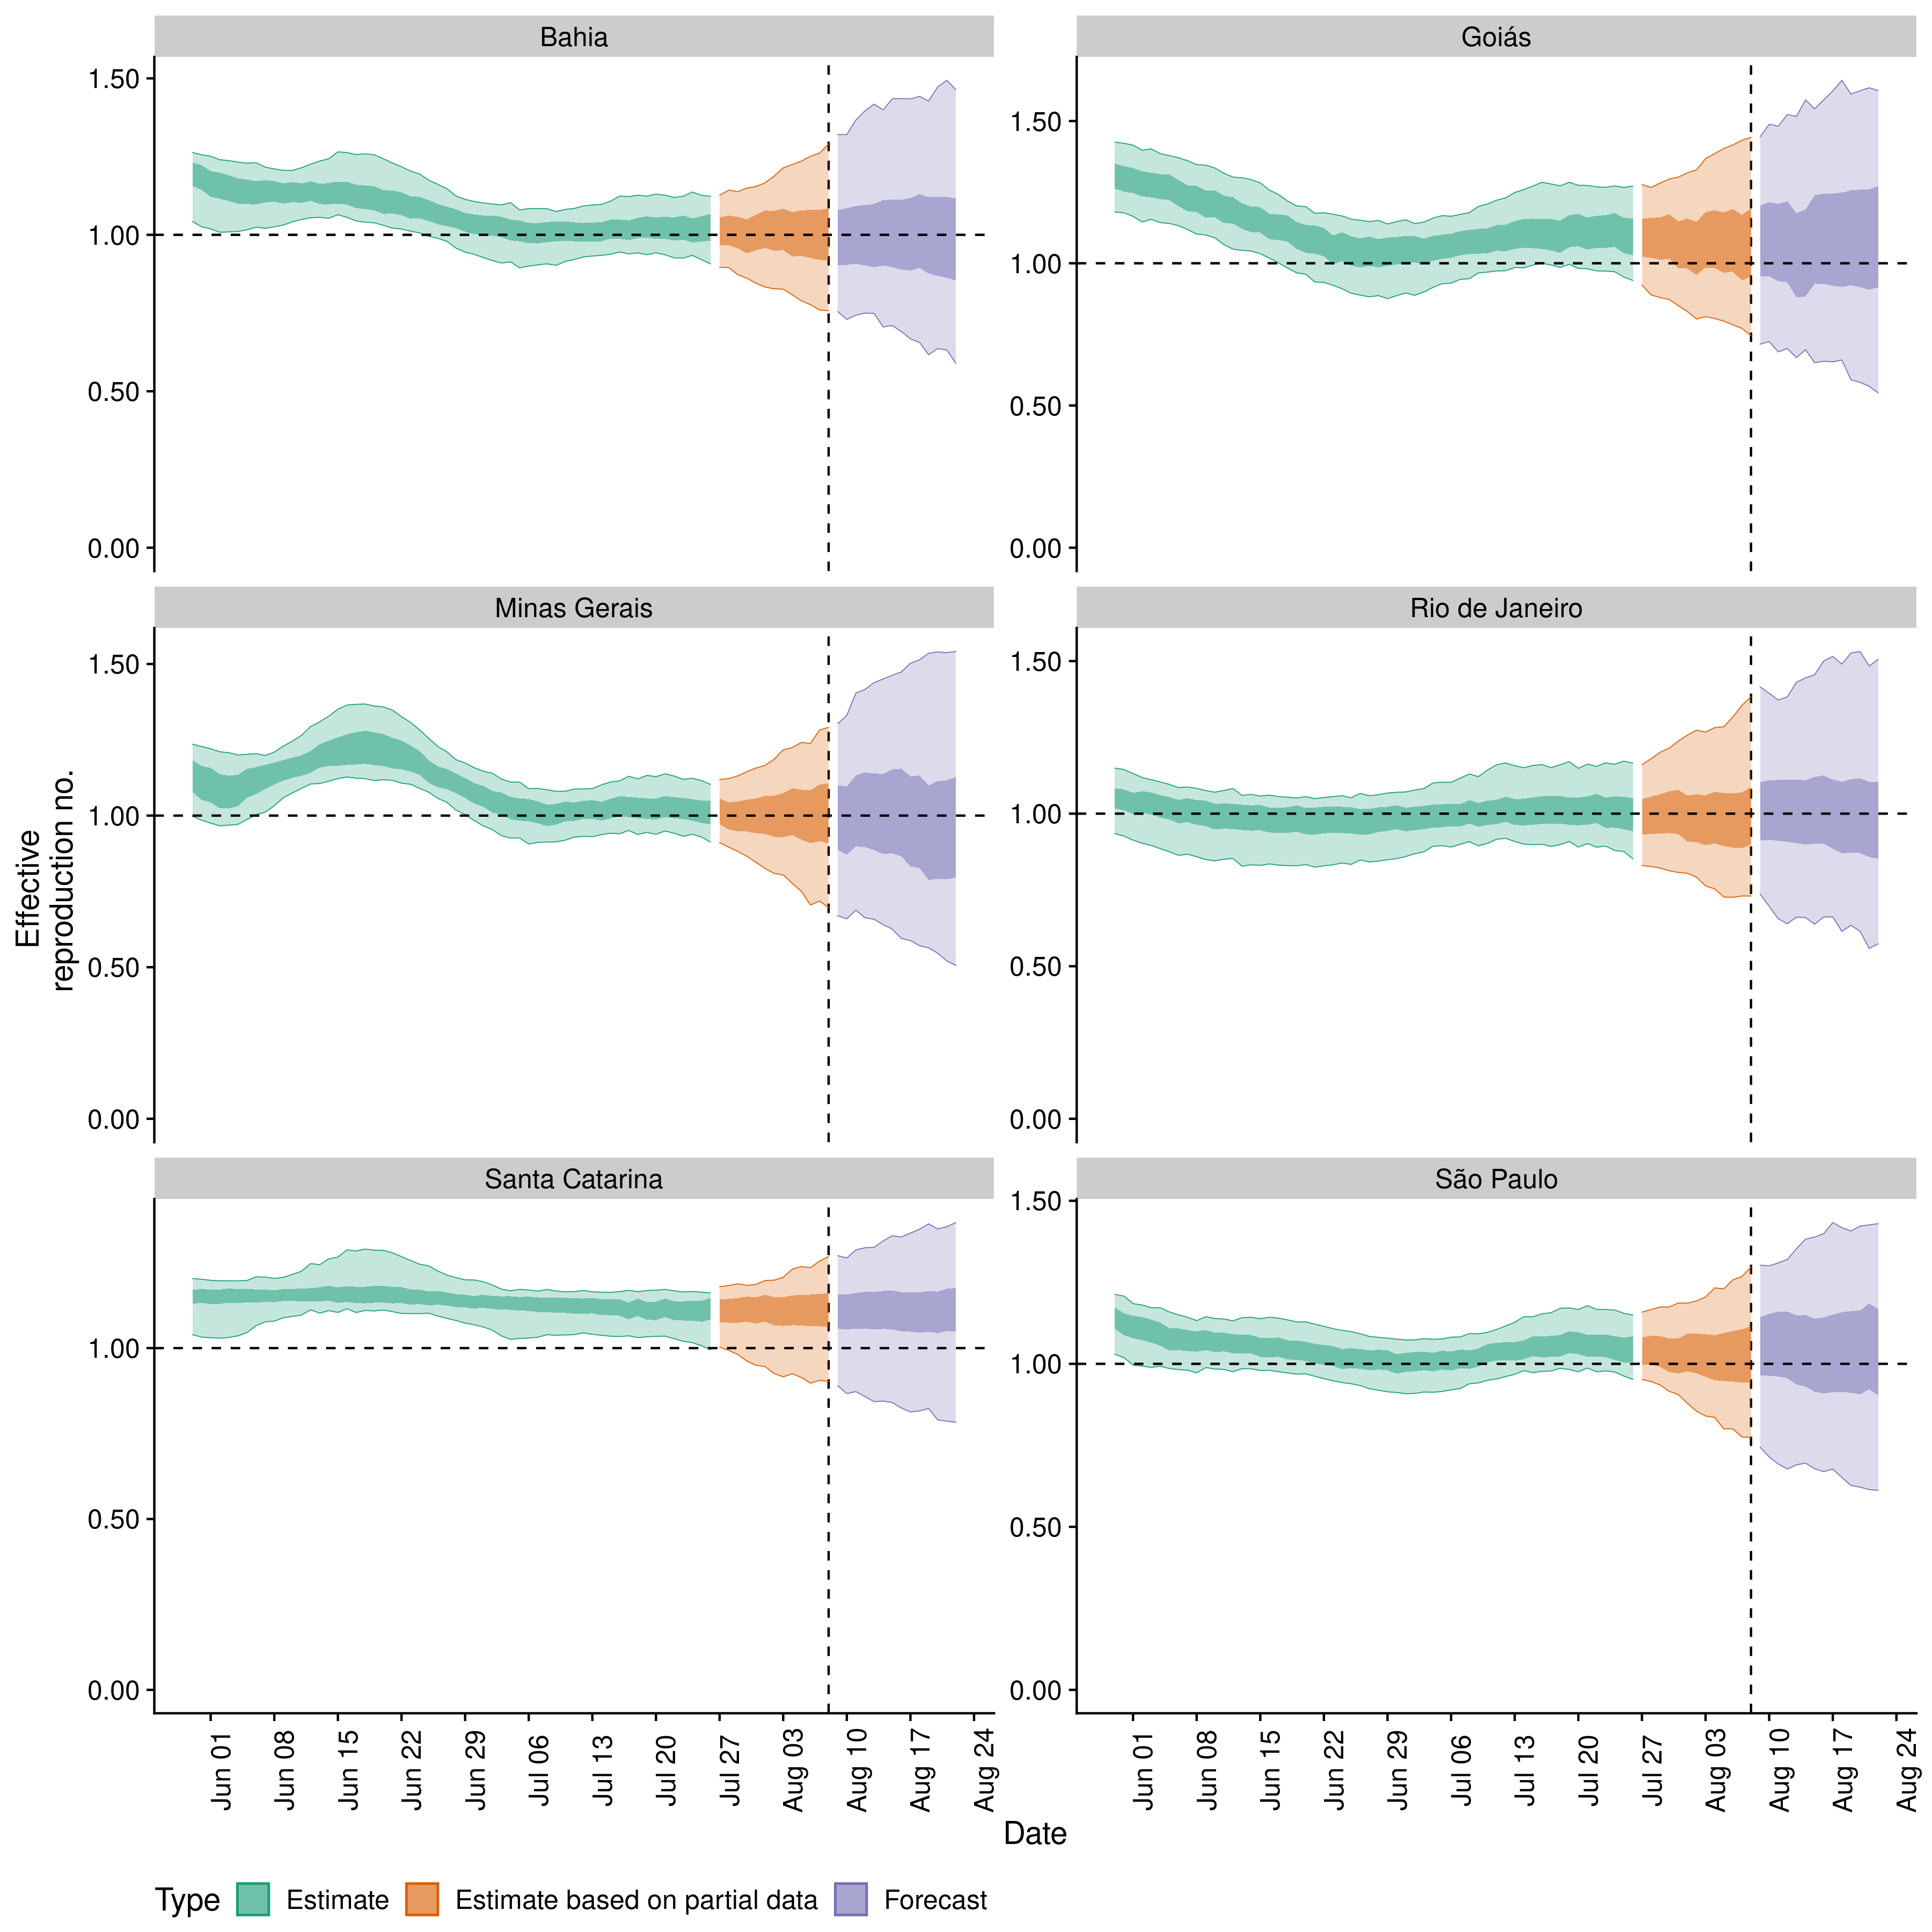 Bahia
Goiás
1.50
1.00
0.50
0.00
1.50
1.00
0.50
0.00
Minas Gerais
Rio de Janeiro
1.50
1.00
0.50
0.00
1.50
1.00
0.50
0.00
Effective
reproduction no.
Santa Catarina
São Paulo
1.00
0.50
0.00
1.50
1.00
0.50
0.00
Jun 01
Jun 08
Jun 15
Jun 22
Jun 29
Jul 06
Jul 13
Jul 20
Jul 27
Aug 03
Aug 10
Aug 17
Aug 24
Jun 01
Jun 08
Jun 15
Jun 22
Jun 29
Jul 06
Jul 13
Jul 20
Jul 27
Aug 03
Aug 10
Aug 17
Aug 24
Date
Type Estimate Estimate based on partial data Forecast